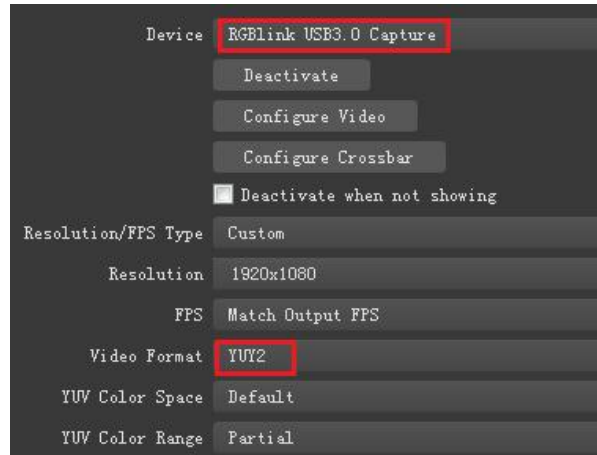 Device RGBlink USB3.0 Capture
Deactivate
Configure Video
Configure Crossbar
Deactivate when not showing
Resolution/FPS Type Custom
Resolution 1920x1080
FPS Match Output FPS
Video Format YUY2
YUV Color Space Default
YUV Color Range Partial